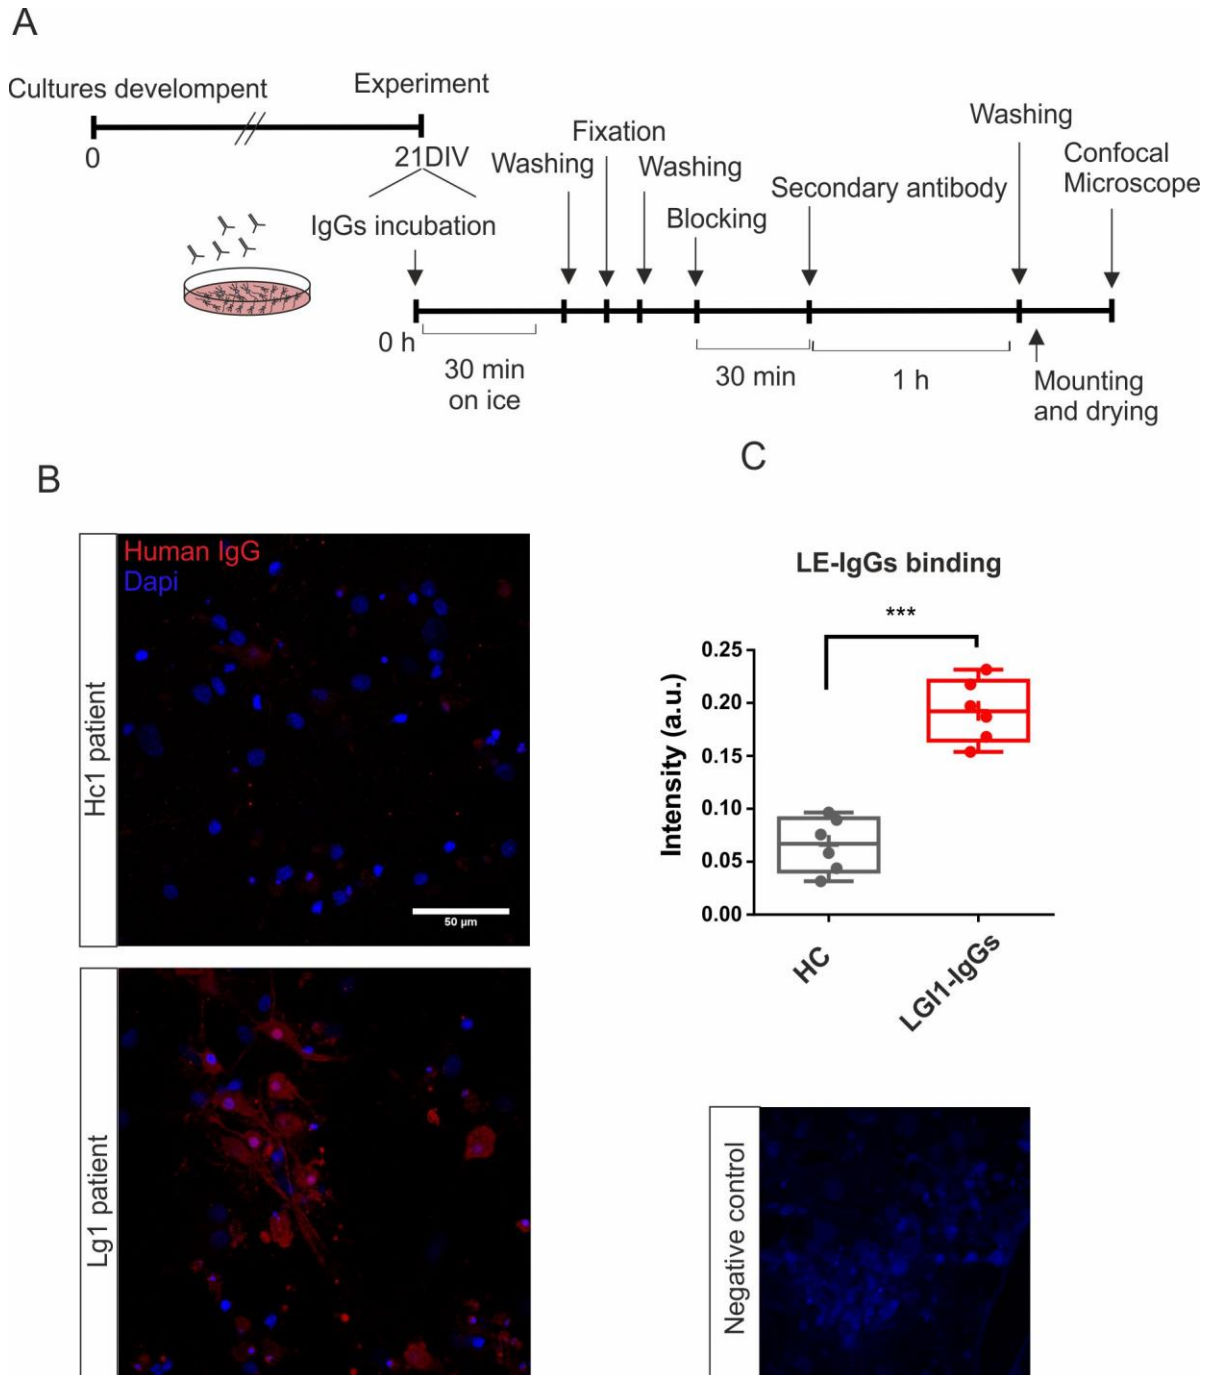 A
Cultures develompent
Experiment
0
21DIV
IgGs incubation
Washing
Fixation
Washing
Blocking
Secondary antibody
Washing
Confocal
Microscope
0 h
30 min
on ice
30 min
1 h
Mounting
and drying
B
Hc1 patient
Human IgG
Dapi
50 µm
Lg1 patient
C
LE-IgGs binding
***
Intensity (a.u.)
0.25
0.20
0.15
0.10
0.05
0.00
HC
LGI1-IgGs
Negative control